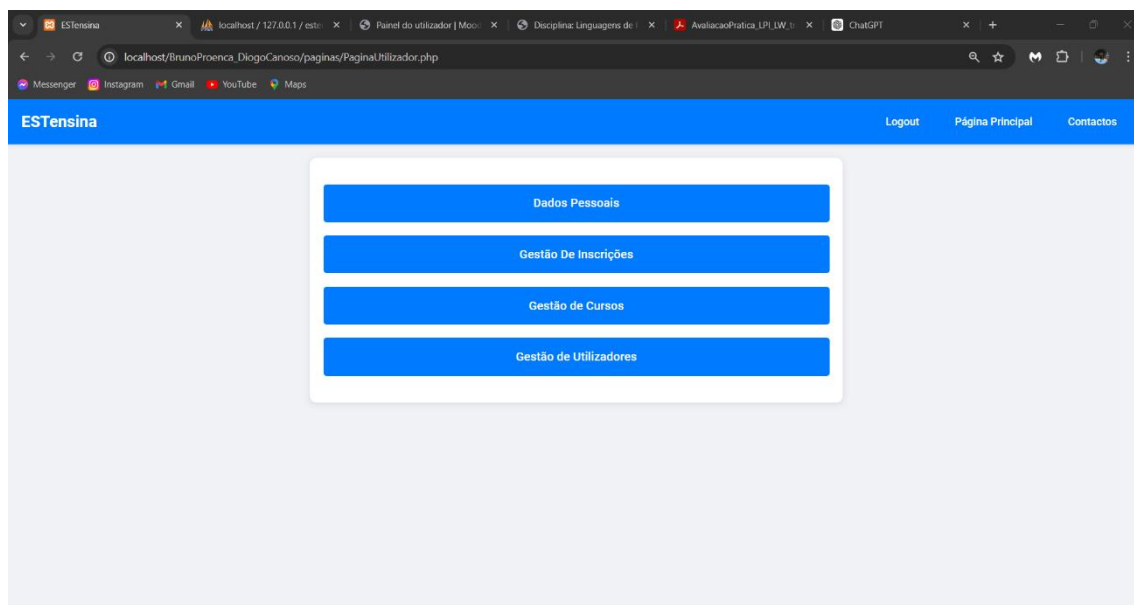 ESTensina
localhost / 127.0.0.1 / este
Painel do utilizador | Mood
Disciplina: Linguagens de
AvaliacaoPratica_LPI_LW_t
ChatGPT
localhost/BrunoProenca_DiogoCanoso/paginas/PaginaUtilizador.php
Messenger Instagram Gmail YouTube Maps
ESTensina Logout Página Principal Contactos
Dados Pessoais
Gestão De Inscrições
Gestão de Cursos
Gestão de Utilizadores